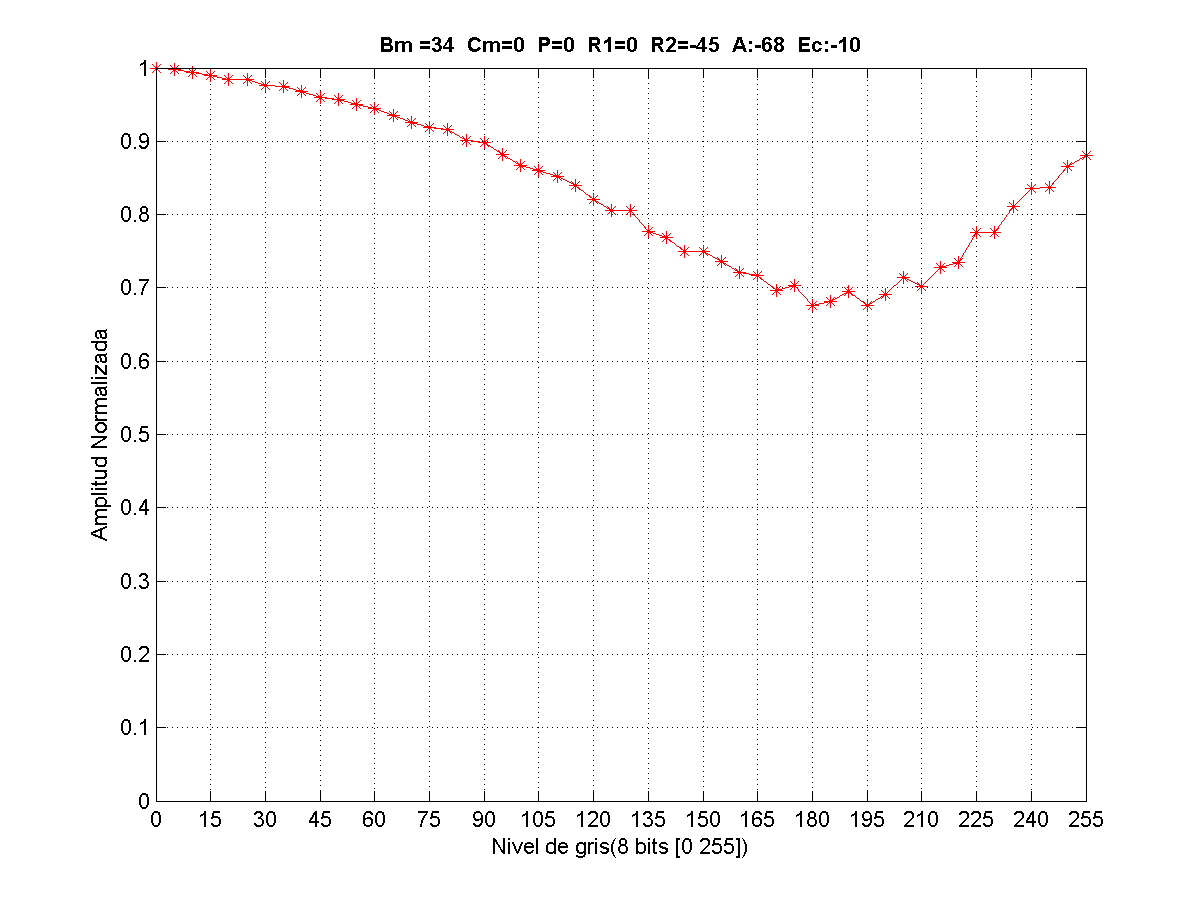 Bm =34 Cm=0 P=0 R1=0 R2=-45 A:-68 Ec:-10
1
0.9
0.8
0.7
0.6
0.5
0.4
0.3
0.2
0.1
0
Amplitud Normalizada
0 15 30 45 60 75 90 105 120 135 150 165 180 195 210 225 240 255
Nivel de gris(8 bits [0 255])